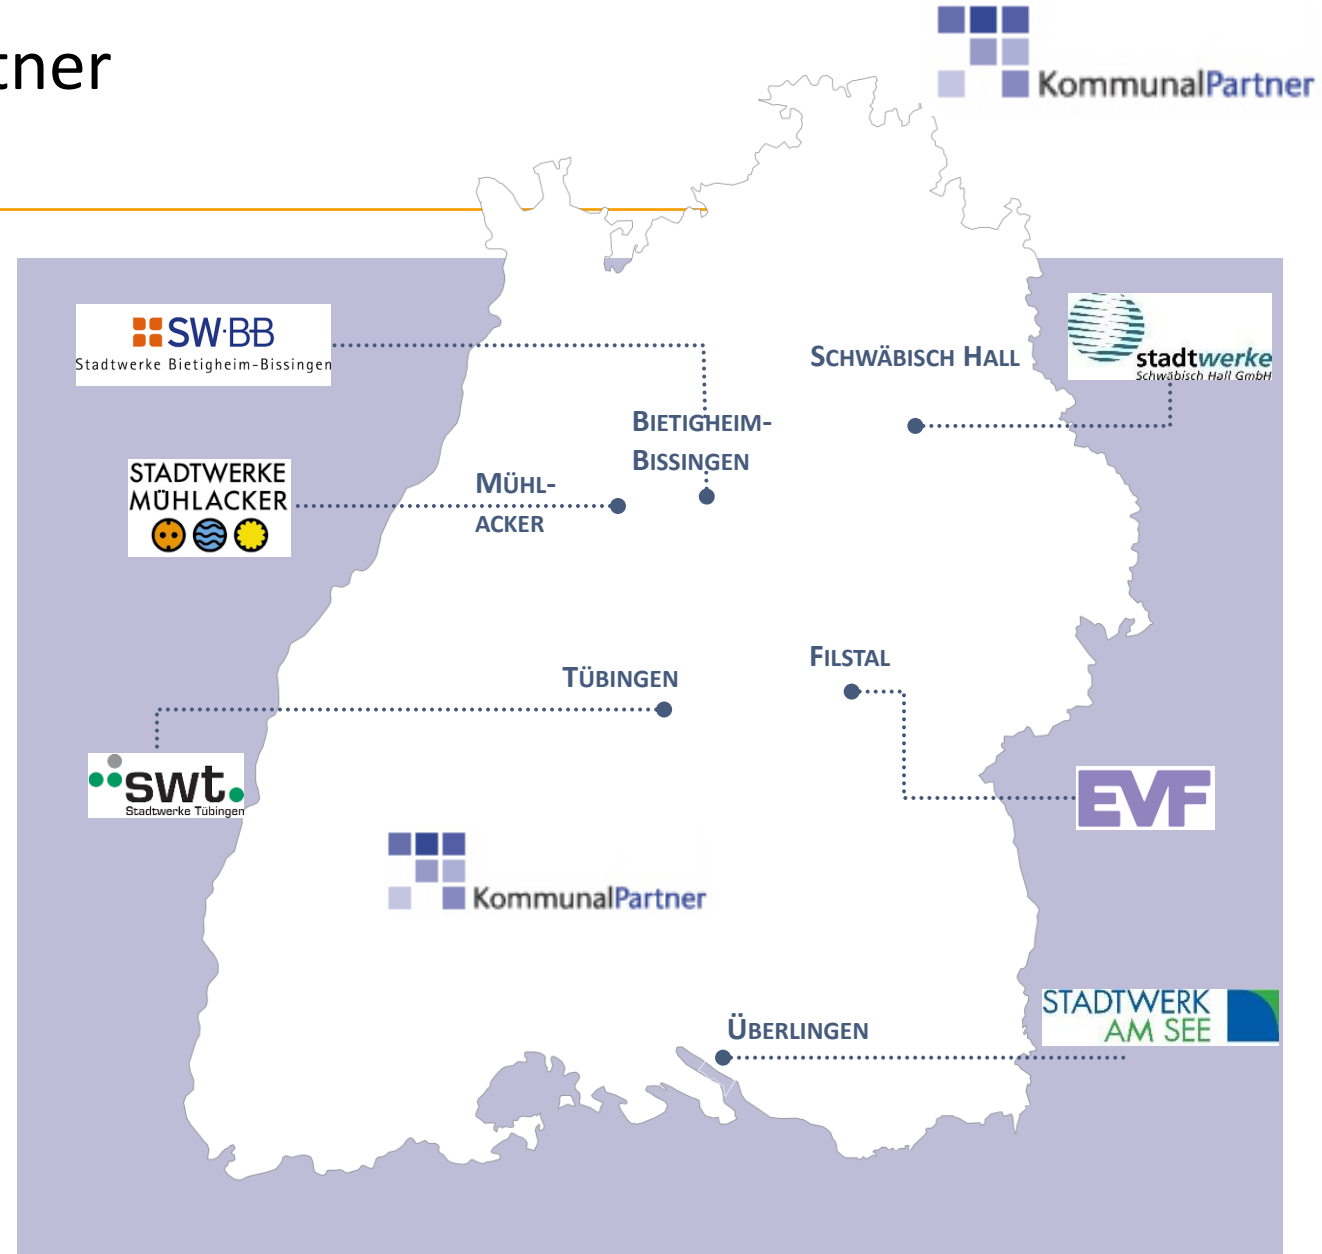 tner
KommunalPartner
SW·BB
Stadtwerke Bietigheim-Bissingen
SCHWÄBISCH HALL
stadtwerke
Schwäbisch Hall GmbH
BIETIGHEIM-
BISSINGEN
STADTWERKE
MÜHLACKER
MÜHL-
ACKER
FILSTAL
TÜBINGEN
swt.
Stadtwerke Tübingen
EVF
KommunalPartner
STADTWERK
AM SEE
ÜBERLINGEN